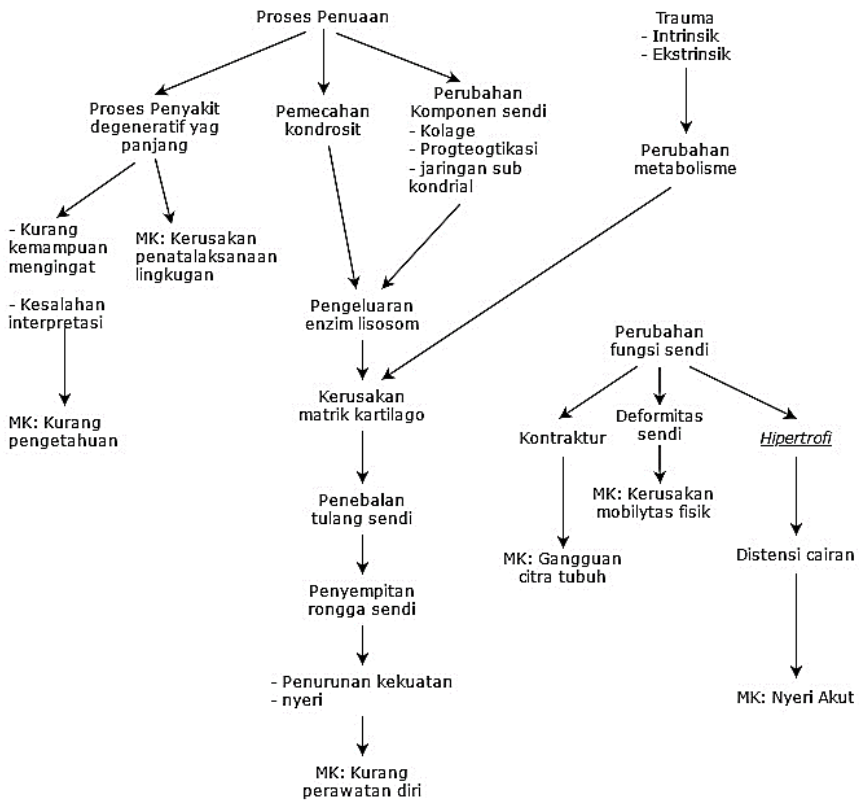 Proses Penuaan
Trauma
- Intrinsik
- Ekstrinsik
Proses Penyakit
degeneratif yag
panjang
Pemecahan
kondrosit
Perubahan
Komponen sendi
- Kolage
- Progteogtikasi
- jaringan sub
kondrial
Perubahan
metabolisme
- Kurang
kemampuan
mengingat
- Kesalahan
interpretasi
MK: Kerusakan
penatalaksanaan
lingkugan
Pengeluaran
enzim lisosom
Perubahan
fungsi sendi
Kerusakan
matrik kartilago
MK: Kurang
pengetahuan
Kontraktur
Deformitas
sendi
Hipertrofi
Penebalan
tulang sendi
MK: Kerusakan
mobilytas fisik
MK: Gangguan
citra tubuh
Distensi cairan
Penyempitan
rongga sendi
- Penurunan kekuatan
- nyeri
MK: Nyeri Akut
MK: Kurang
perawatan diri